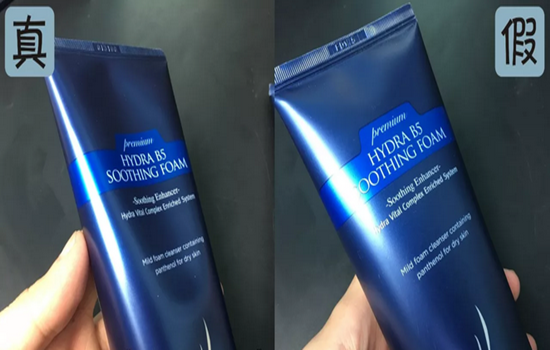 真
premium
HYDRA B5
SOOTHING FOAM
-Soothing Enhancer-
Hydra Vital Complex Enriched System
Mild foam cleanser containing
panthenol for dry skin
假
premium
HYDRA B5
SOOTHING FOAM
-Soothing Enhancer-
Hydra Vital Complex Enriched System
Mild foam cleanser containing
panthenol for dry skin